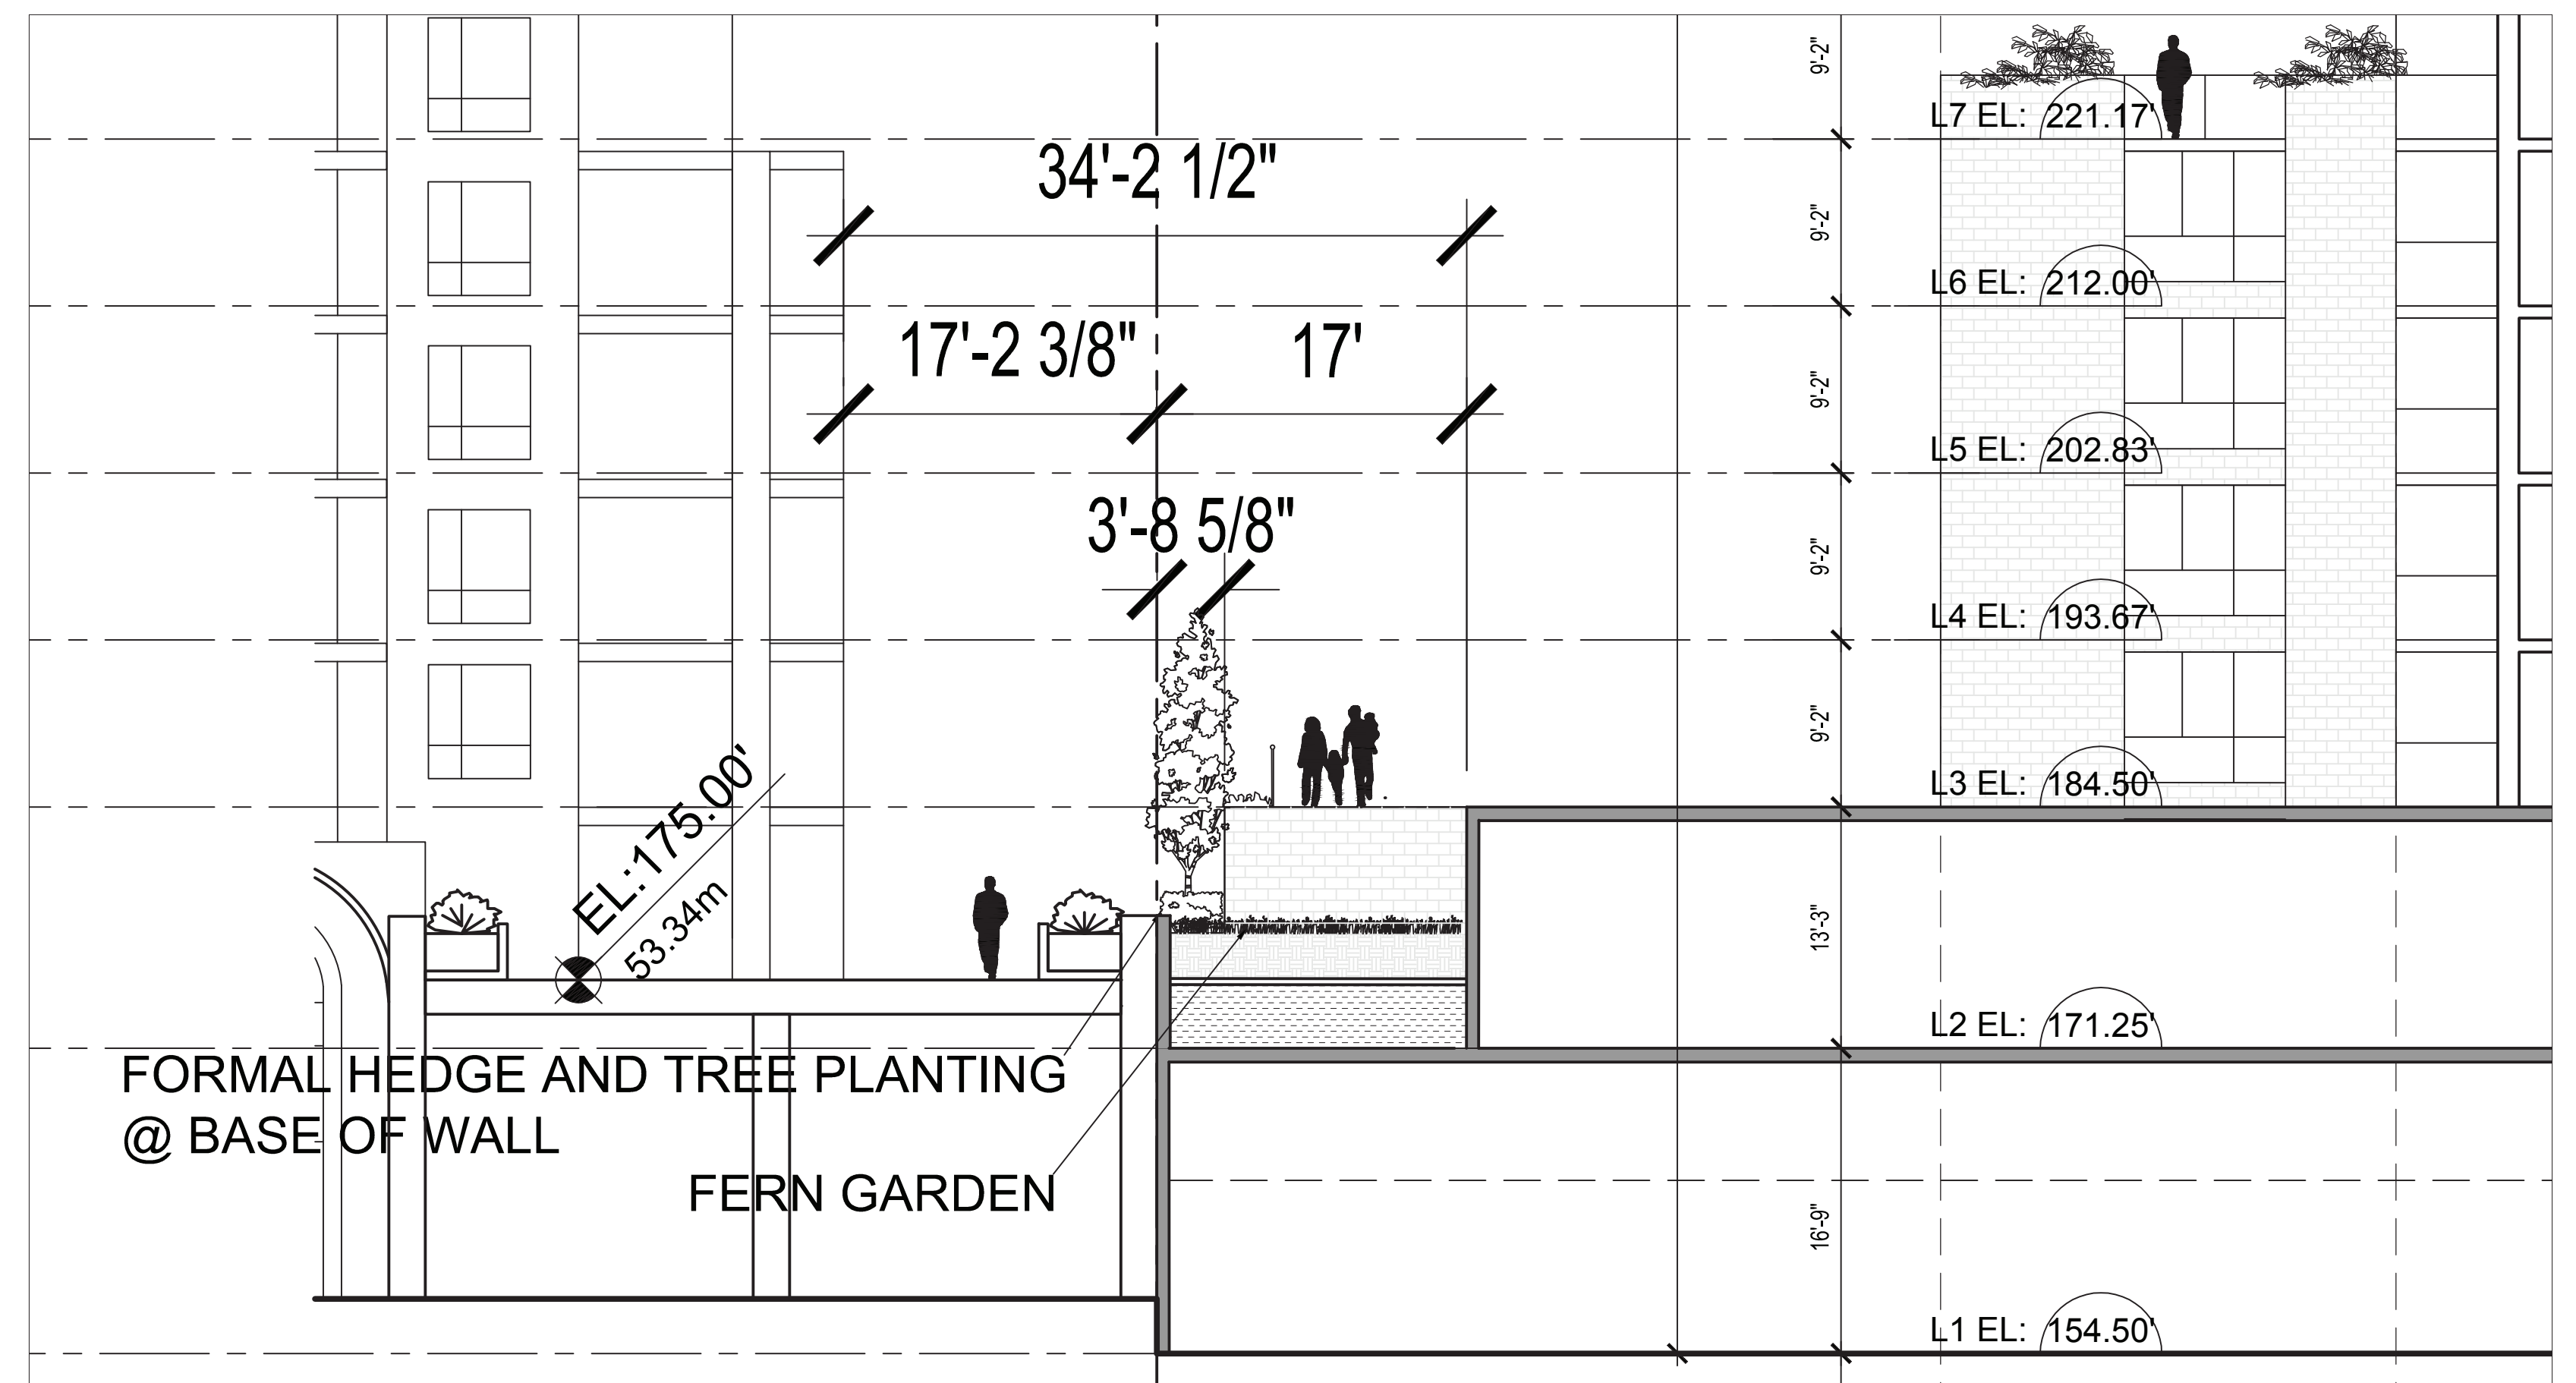 9'-2"
L7 EL: 221.17'
34'-2 1/2"
9'-2"
L6 EL: 212.00'
17'-2 3/8"
17'
9'-2"
L5 EL: 202.83'
3'-8 5/8"
9'-2"
L4 EL: 193.67'
9'-2"
L3 EL: 184.50'
EL:175.00'
53.34m
13'-3"
L2 EL: 171.25'
FORMAL HEDGE AND TREE PLANTING
@ BASE OF WALL
FERN GARDEN
16'-9"
L1 EL: 154.50'